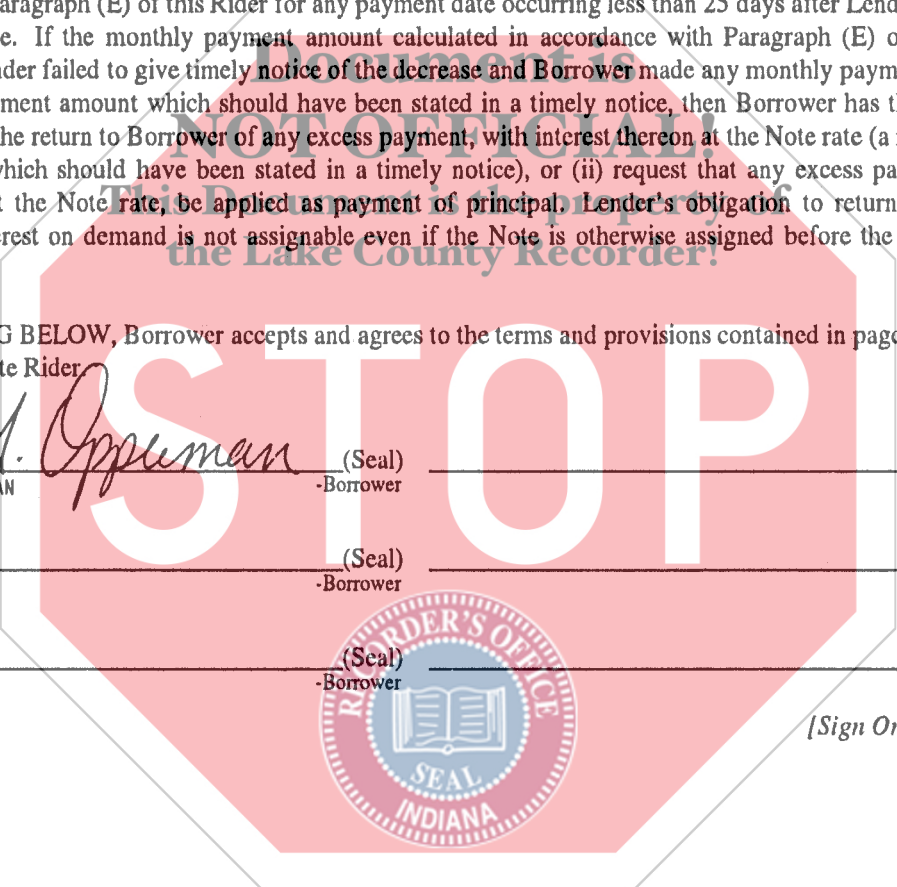 aragraph (E) of this Rider for any payment date occurring less than 25 days after Lend
e. If the monthly payment amount calculated in accordance with Paragraph (E) o
nder failed to give timely notice of the decrease and Borrower made any monthly paym
ment amount which should have been stated in a timely notice, then Borrower has th
he return to Borrower of any excess payment, with interest thereon at the Note rate (a
which should have been stated in a timely notice), or (ii) request that any excess pa
t the Note rate, be applied as payment of principal. Lender's obligation to return
erest on demand is not assignable even if the Note is otherwise assigned before the
Document is
NOT OFFICIAL!
This Document is the property of
the Lake County Recorder!
G BELOW, Borrower accepts and agrees to the terms and provisions contained in page
te Rider
STOP
. Oppuman (Seal)
AN -Borrower
(Seal)
-Borrower
(Seal)
-Borrower
[Sign Or
RECORDER'S OFFICE
SEAL
INDIANA